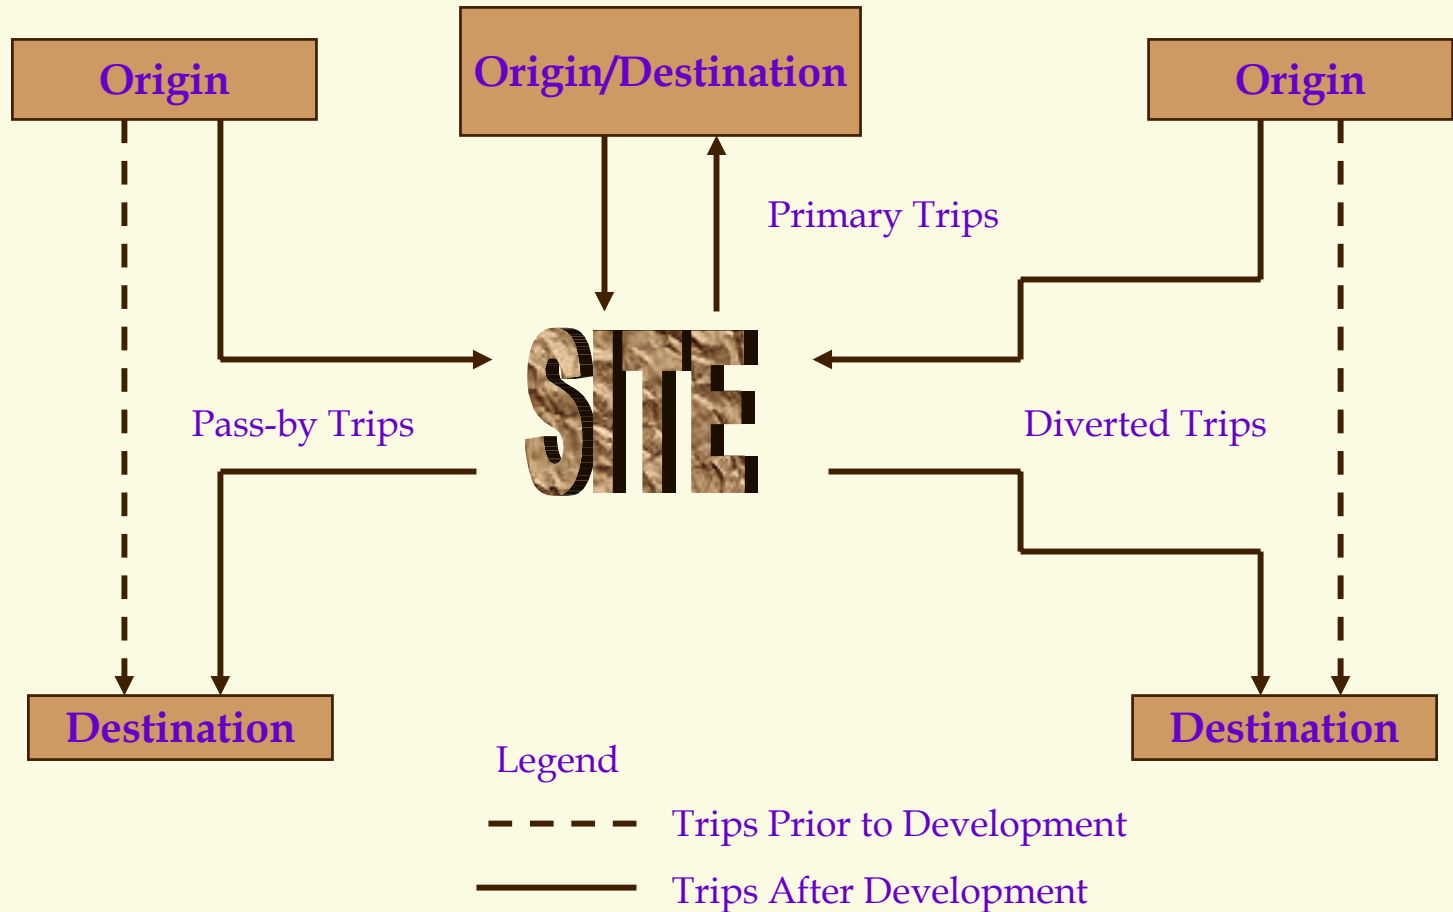 Origin
Origin/Destination
Origin
Primary Trips
SITE
Pass-by Trips
Diverted Trips
Destination
Destination
Legend
Trips Prior to Development
Trips After Development